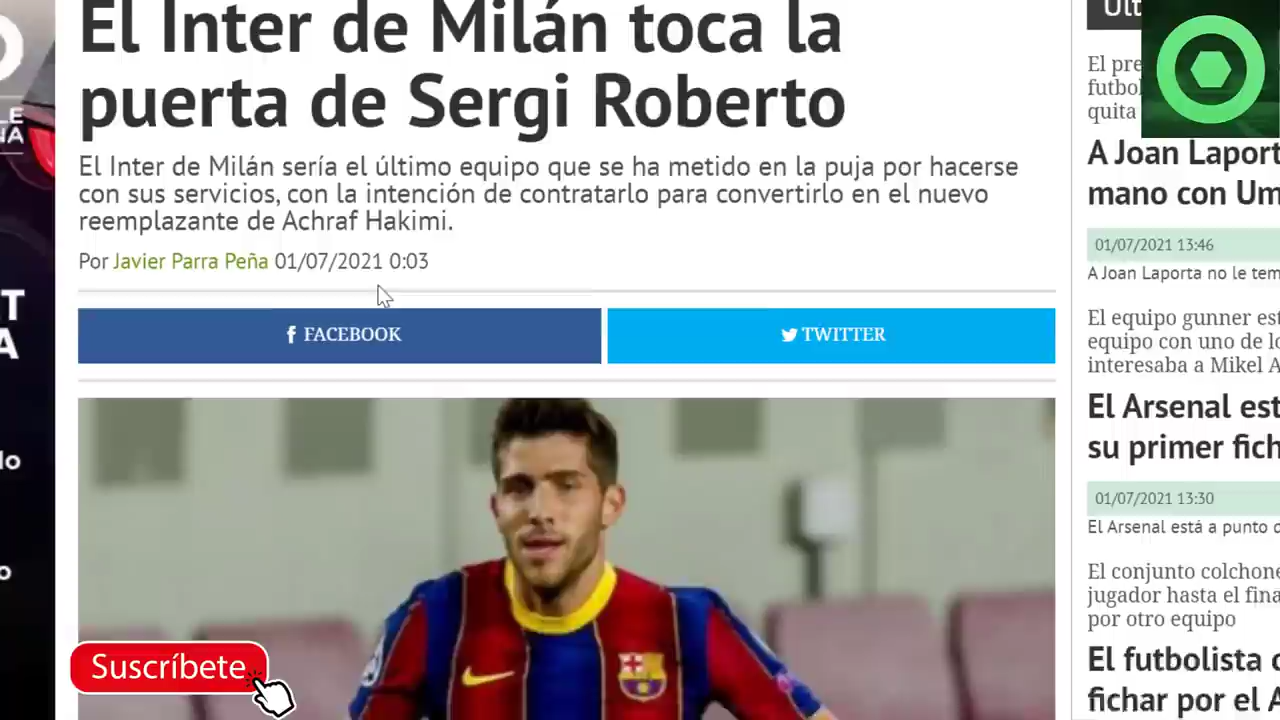 El Inter de Milán toca la
puerta de Sergi Roberto
El Inter de Milán sería el último equipo que se ha metido en la puja por hacerse
con sus servicios, con la intención de contratarlo para convertirlo en el nuevo
reemplazante de Achraf Hakimi.
Por Javier Parra Peña 01/07/2021 0:03
f FACEBOOK
TWITTER
Suscríbete
El pre
futbol
quita
A Joan Laport
mano con Um
01/07/2021 13:46
A Joan Laporta no le tem
El equipo gunner est
equipo con uno de lo
interesaba a Mikel A
El Arsenal est
su primer fich
01/07/2021 13:30
El Arsenal está a punto
El conjunto colchone
jugador hasta el fina
por otro equipo
El futbolista
fichar por el A